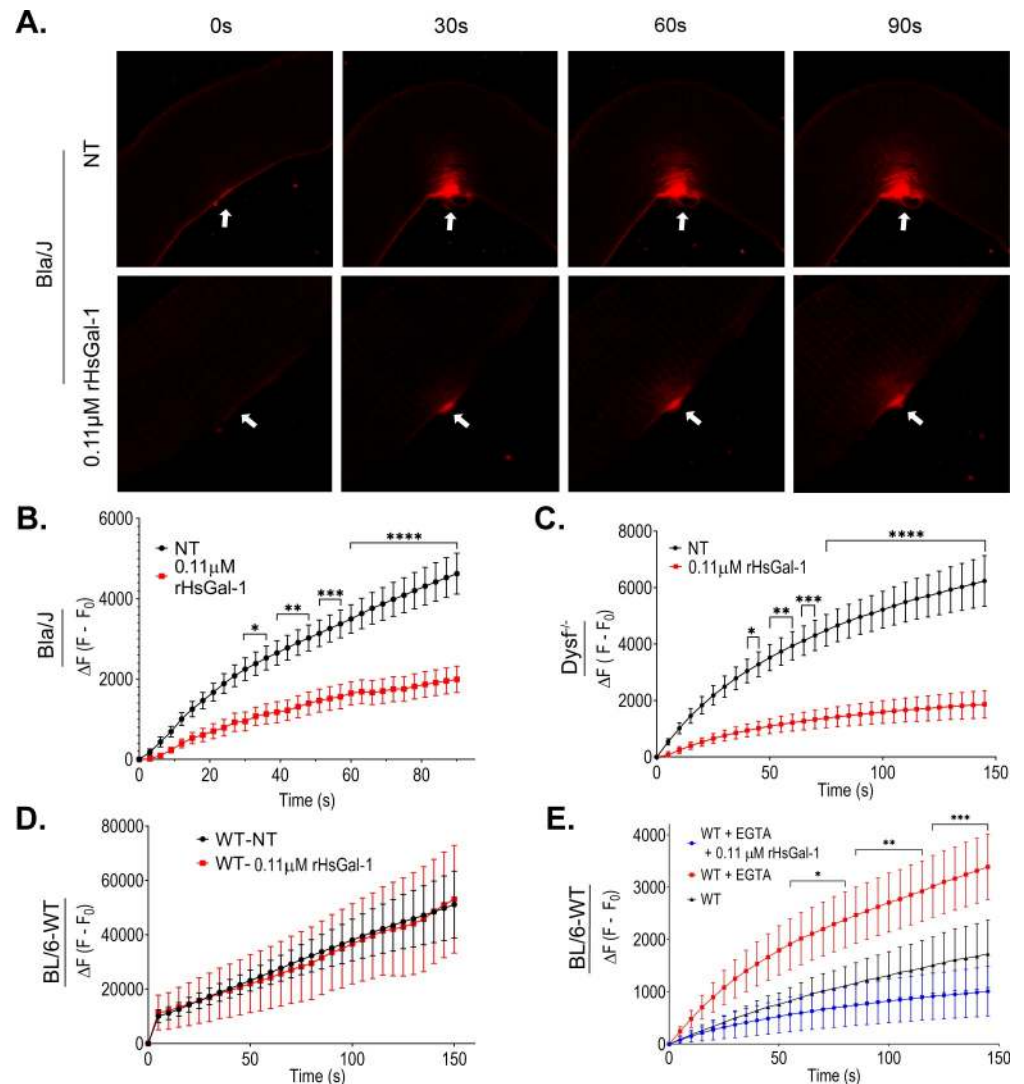 A.
0s
30s
60s
90s
Bla/J
NT
0.11µM rHsGal-1
B.
6000
4000
2000
0
0
20
40
60
80
NT
0.11µM
rHsGal-1
*
**
***
****
Bla/J
ΔF (F - F0)
Time (s)
C.
8000
6000
4000
2000
0
0
50
100
150
NT
0.11µM rHsGal-1
*
**
***
****
Dysf-/-
ΔF ( F - F0)
Time (s)
D.
80000
60000
40000
20000
0
0
50
100
150
WT-NT
WT- 0.11µM rHsGal-1
BL/6-WT
ΔF (F - F0)
Time (s)
E.
4000
3000
2000
1000
0
0
50
100
150
WT + EGTA
+ 0.11 µM rHsGal-1
WT + EGTA
WT
*
**
***
BL/6-WT
ΔF (F - F0)
Time (s)